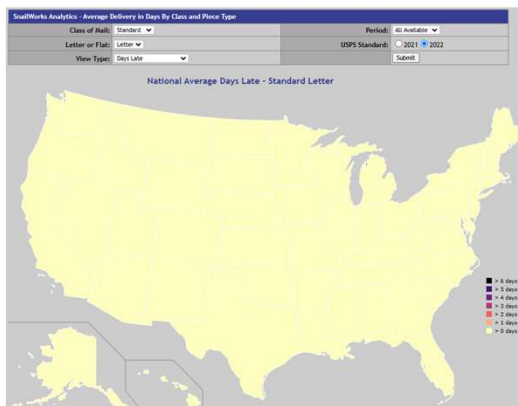 SnailWorks Analytics - Average Delivery in Days By Class and Piece Type
Class of Mail: Standard Period: All Available
Letter or Flat: Letter USPS Standard: 2021 2022
View Type: Days Late Submit
National Average Days Late - Standard Letter
> 6 days
> 5 days
> 4 days
> 3 days
> 2 days
> 1 days
> 0 days